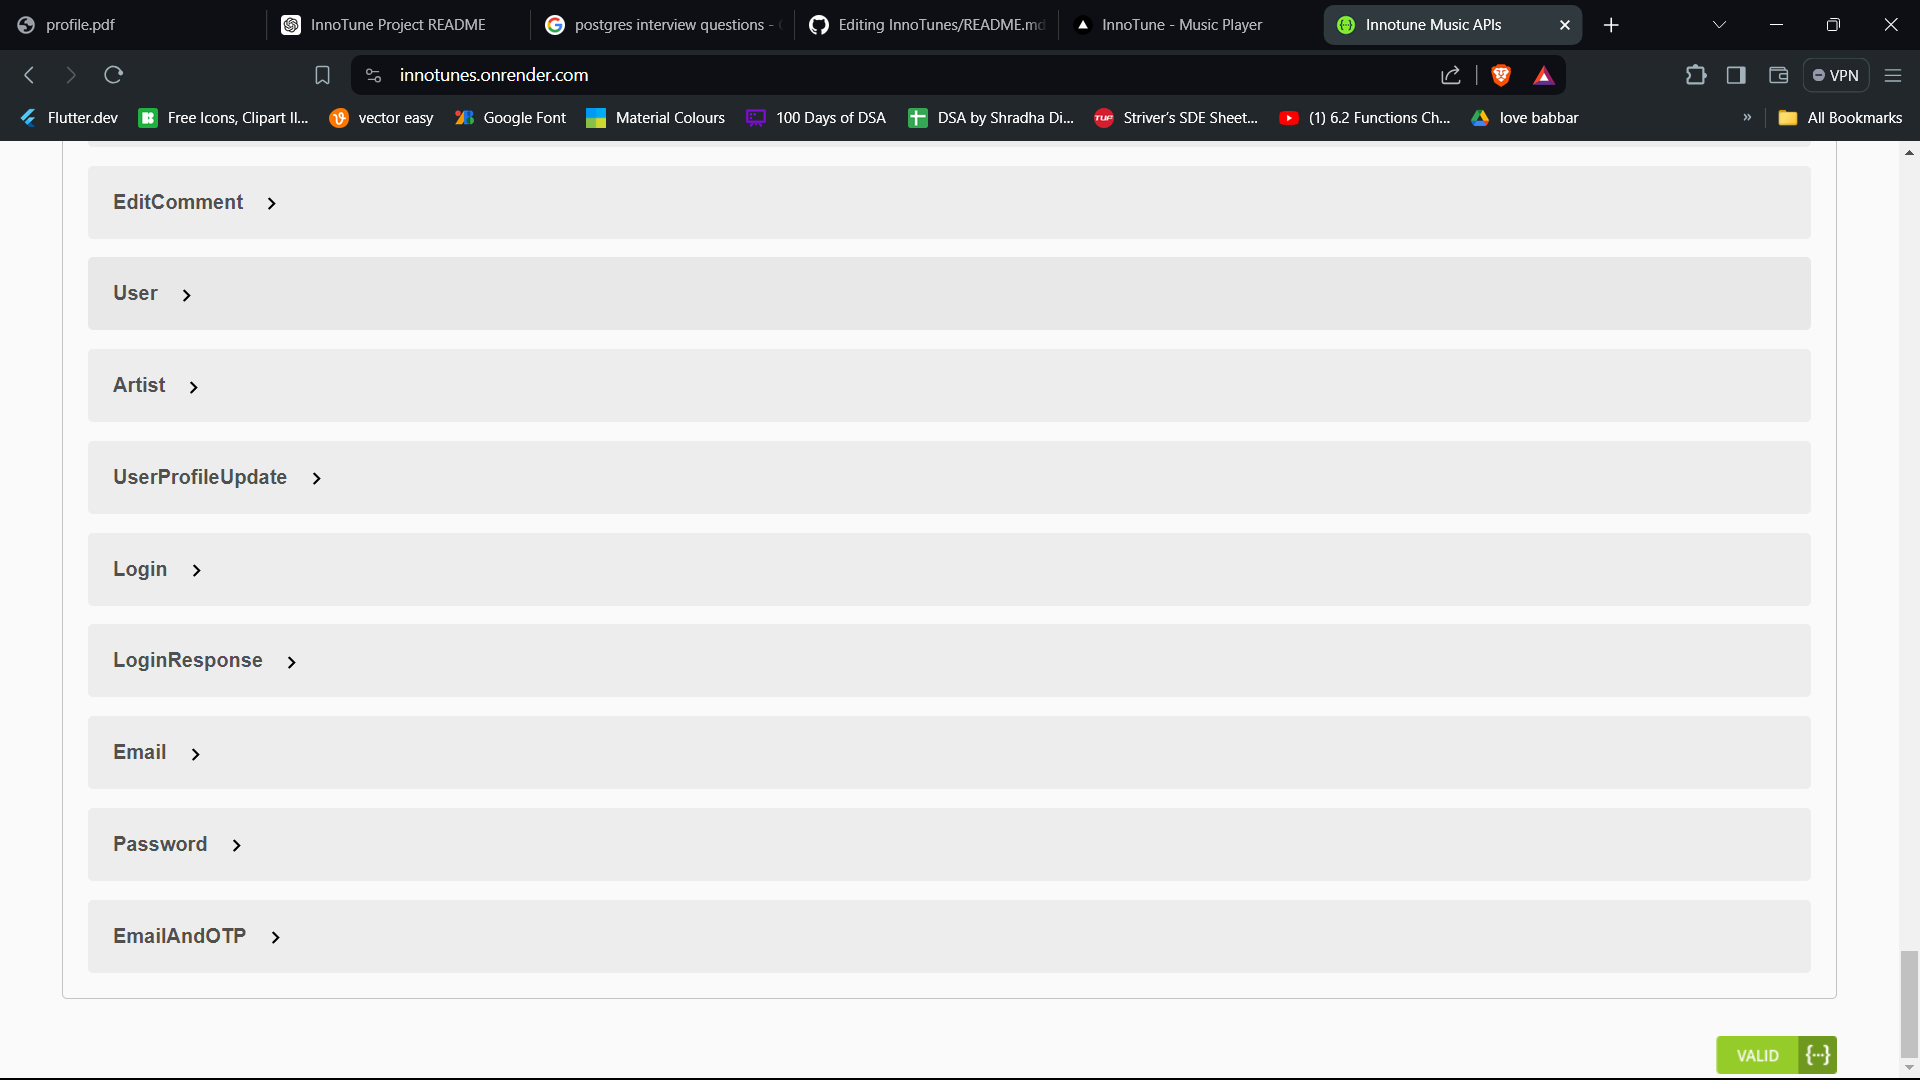 profile.pdf
InnoTune Project README
postgres interview questions -
Editing InnoTunes/README.md
InnoTune - Music Player
Innotune Music APIs
innotunes.onrender.com
VPN
Flutter.dev
Free Icons, Clipart Il...
vector easy
Google Font
Material Colours
100 Days of DSA
DSA by Shradha Di...
TUF
Striver's SDE Sheet...
(1) 6.2 Functions Ch...
love babbar
»
All Bookmarks
EditComment
User
Artist
UserProfileUpdate
Login
LoginResponse
Email
Password
EmailAndOTP
VALID {...}